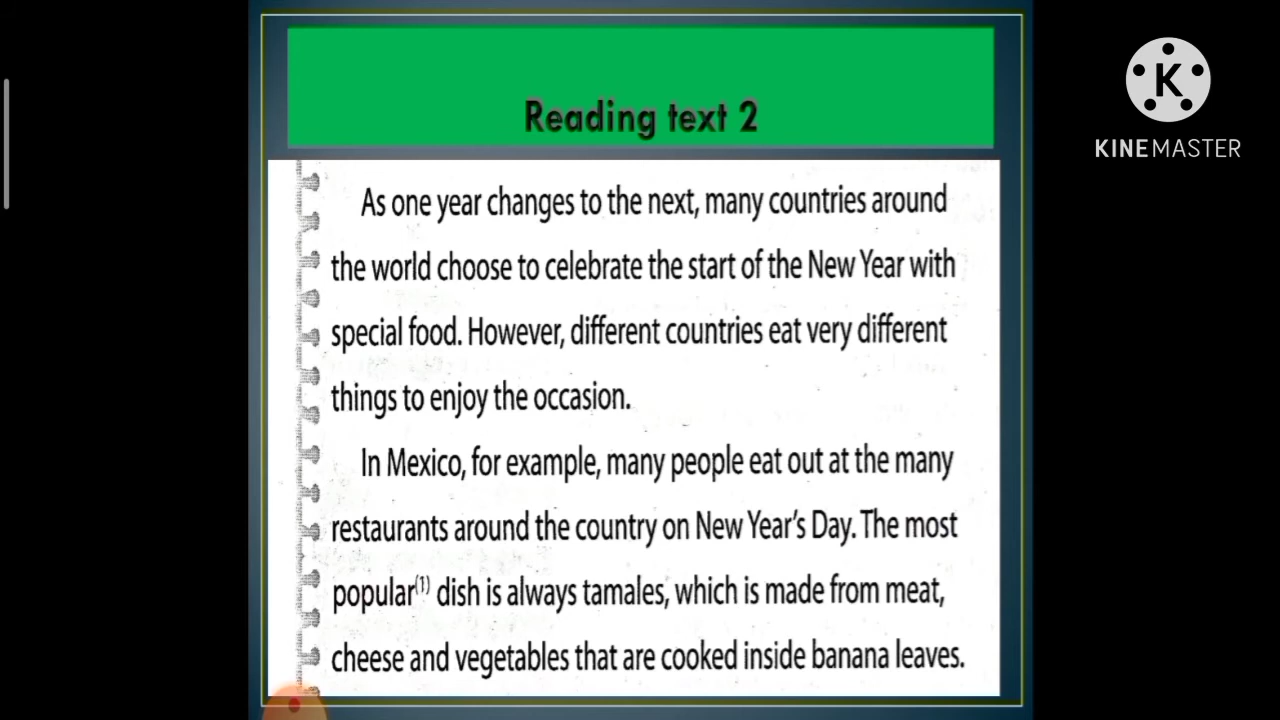 Reading text 2
K
KINEMASTER
As one year changes to the next, many countries around
the world choose to celebrate the start of the New Year with
special food. However, different countries eat very different
things to enjoy the occasion.
In Mexico, for example, many people eat out at the many
restaurants around the country on New Year's Day. The most
popular(1) dish is always tamales, which is made from meat,
cheese and vegetables that are cooked inside banana leaves.